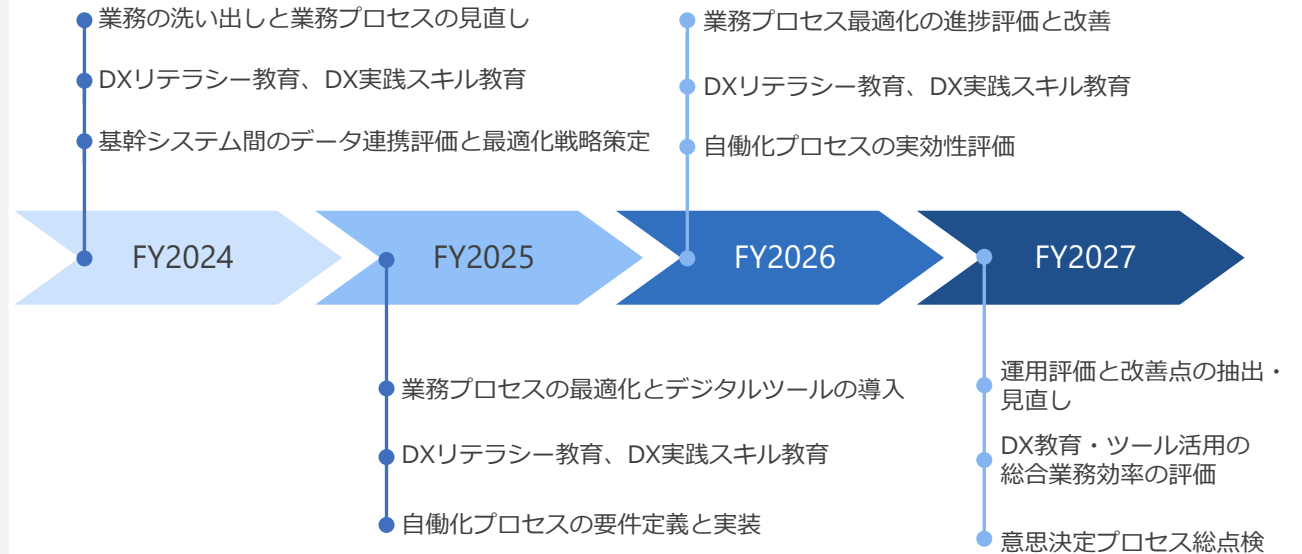 業務の洗い出しと業務プロセスの見直し
DXリテラシー教育、DX実践スキル教育
基幹システム間のデータ連携評価と最適化戦略策定
業務プロセス最適化の進捗評価と改善
DXリテラシー教育、DX実践スキル教育
自働化プロセスの実効性評価
FY2024
FY2025
FY2026
FY2027
業務プロセスの最適化とデジタルツールの導入
DXリテラシー教育、DX実践スキル教育
自働化プロセスの要件定義と実装
運用評価と改善点の抽出・
見直し
DX教育・ツール活用の
総合業務効率の評価
意思決定プロセス総点検